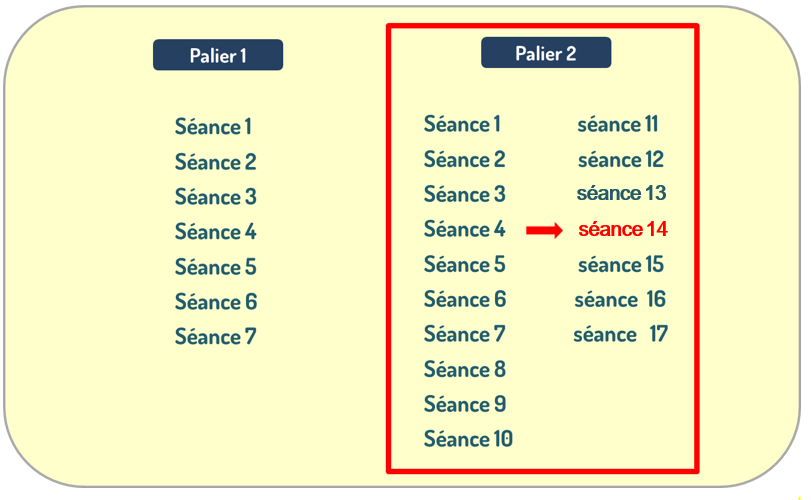 Palier 1
Séance 1
Séance 2
Séance 3
Séance 4
Séance 5
Séance 6
Séance 7
Palier 2
Séance 1
Séance 2
Séance 3
Séance 4
Séance 5
Séance 6
Séance 7
Séance 8
Séance 9
Séance 10
séance 11
séance 12
séance 13
séance 14
séance 15
séance 16
séance 17